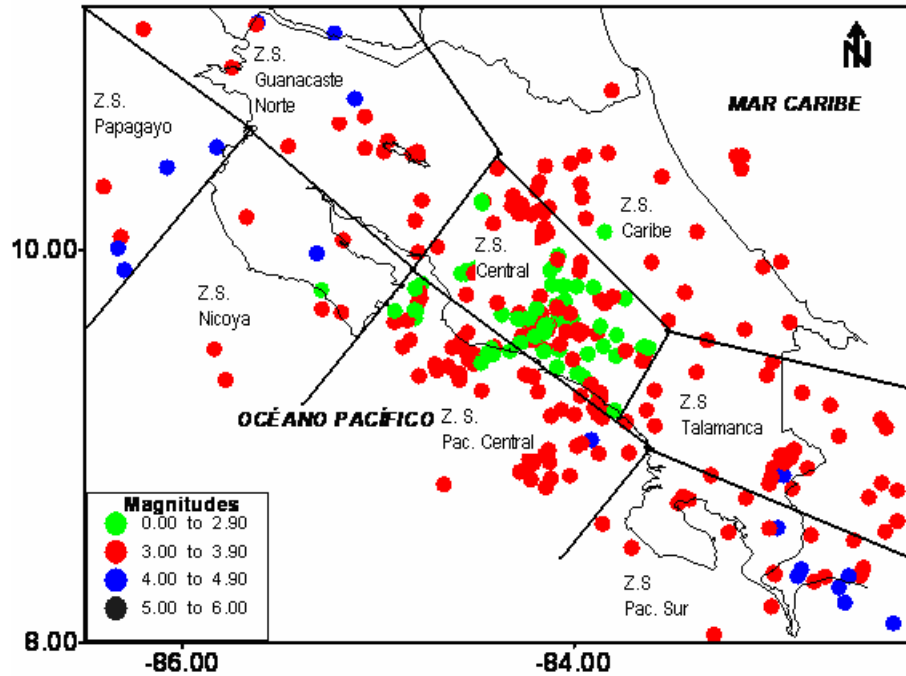 N
Z.S.
Guanacaste
Norte
Z.S.
Papagayo
MAR CARIBE
Z.S.
Caribe
10.00
Z.S.
Central
Z.S.
Nicoya
OCÉANO PACÍFICO
Z.S.
Pac. Central
Z.S
Talamanca
Magnitudes
0.00 to 2.90
3.00 to 3.90
4.00 to 4.90
5.00 to 6.00
Z.S
Pac. Sur
8.00
-86.00
-84.00